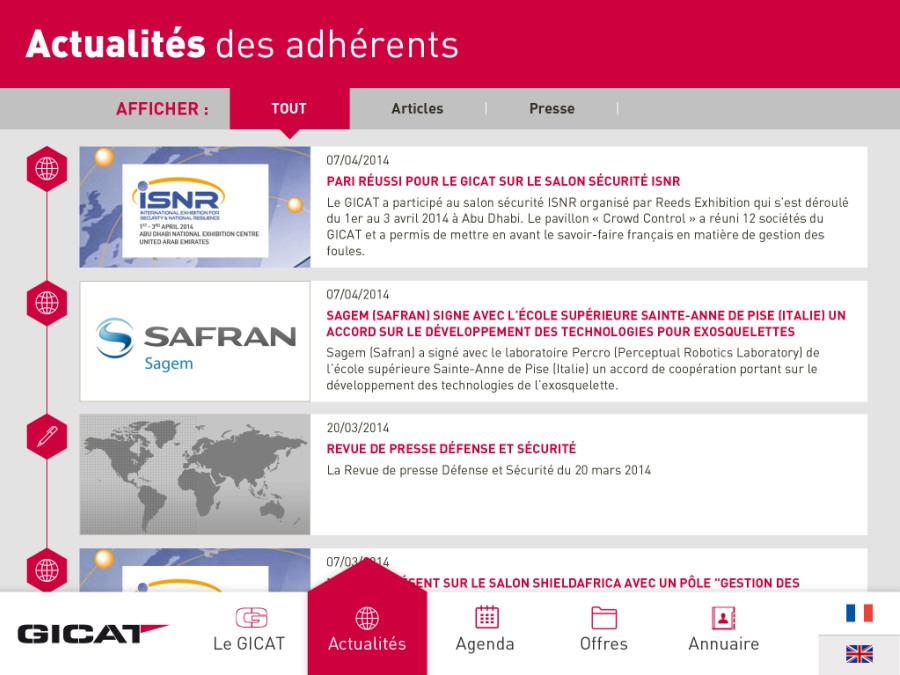 Actualités des adhérents
AFFICHER :
TOUT
Articles
Presse
iSNR
INTERNATIONAL EXHIBITION FOR
SECURITY & NATIONAL RESILIENCE
1ST - 3RD APRIL 2014
ABU DHABI NATIONAL EXHIBITION CENTRE
UNITED ARAB EMIRATES
07/04/2014
PARI RÉUSSI POUR LE GICAT SUR LE SALON SÉCURITÉ ISNR
Le GICAT a participé au salon sécurité ISNR organisé par Reeds Exhibition qui s'est déroulé
du 1er au 3 avril 2014 à Abu Dhabi. Le pavillon « Crowd Control » a réuni 12 sociétés du
GICAT et a permis de mettre en avant le savoir-faire français en matière de gestion des
foules.
SAFRAN
Sagem
07/04/2014
SAGEM (SAFRAN) SIGNE AVEC L'ÉCOLE SUPÉRIEURE SAINTE-ANNE DE PISE (ITALIE) UN
ACCORD SUR LE DÉVELOPPEMENT DES TECHNOLOGIES POUR EXOSQUELETTES
Sagem (Safran) a signé avec le laboratoire Percro (Perceptual Robotics Laboratory) de
l'école supérieure Sainte-Anne de Pise (Italie) un accord de coopération portant sur le
développement des technologies de l'exosquelette.
20/03/2014
REVUE DE PRESSE DÉFENSE ET SÉCURITÉ
La Revue de presse Défense et Sécurité du 20 mars 2014
07/03/2014
SUR LE SALON SHIELDAFRICA AVEC UN PÔLE "GESTION DES
GICAT
Le GICAT
Actualités
Agenda
Offres
Annuaire